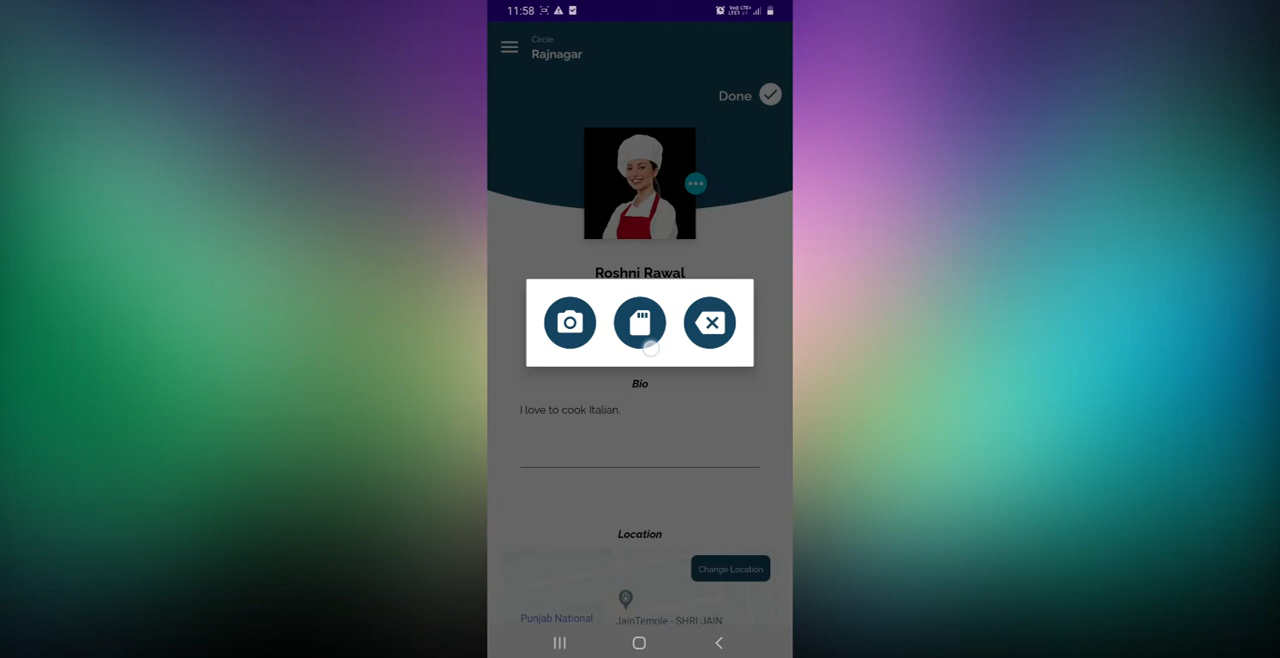 11:58
Circle
Rajnagar
Done
Roshni Rawal
Bio
I love to cook Italian.
Location
Change Location
Punjab National
JainTemple - SHRI JAIN